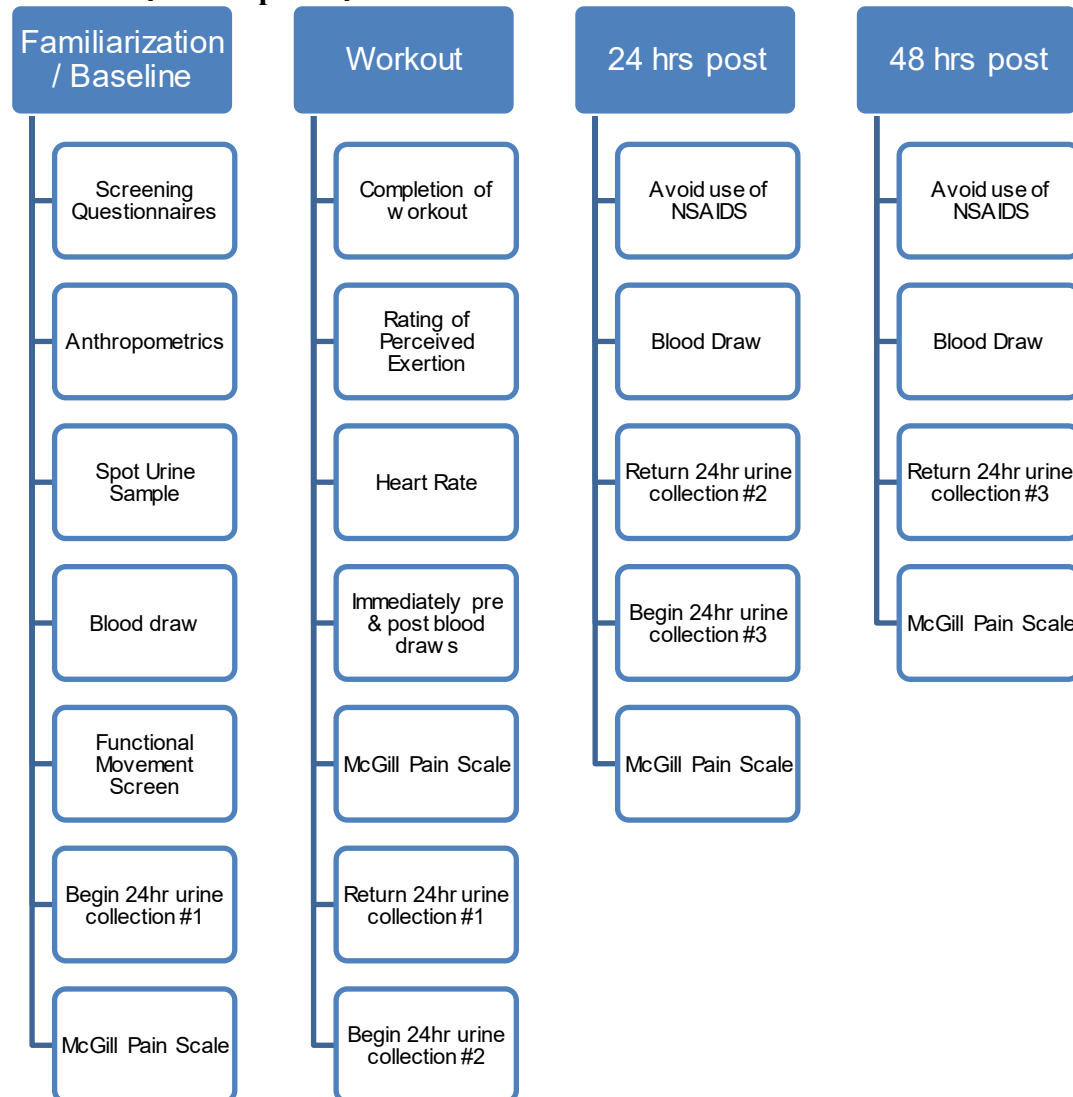 Familiarization
/ Baseline
Screening
Questionnaires
Anthropometrics
Spot Urine
Sample
Blood draw
Functional
Movement
Screen
Begin 24hr urine
collection #1
McGill Pain Scale
Workout
Completion of
workout
Rating of
Perceived
Exertion
Heart Rate
Immediately pre
& post blood
draws
McGill Pain Scale
Return 24hr urine
collection #1
Begin 24hr urine
collection #2
24 hrs post
Avoid use of
NSAIDS
Blood Draw
Return 24hr urine
collection #2
Begin 24hr urine
collection #3
McGill Pain Scale
48 hrs post
Avoid use of
NSAIDS
Blood Draw
Return 24hr urine
collection #3
McGill Pain Scale